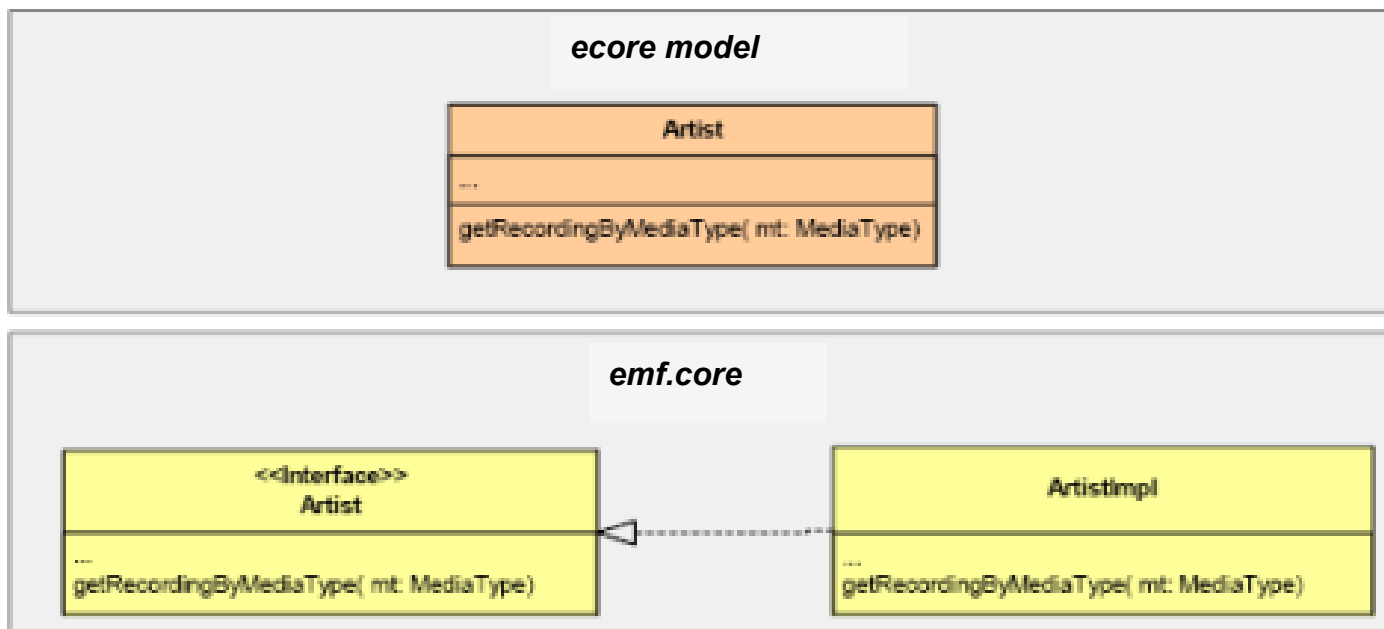 ecore model
Artist
...
getRecordingByMediaType( mt: MediaType)
emf.core
<<Interface>>
Artist
...
getRecordingByMediaType( mt: MediaType)
ArtistImpl
...
getRecordingByMediaType( mt: MediaType)